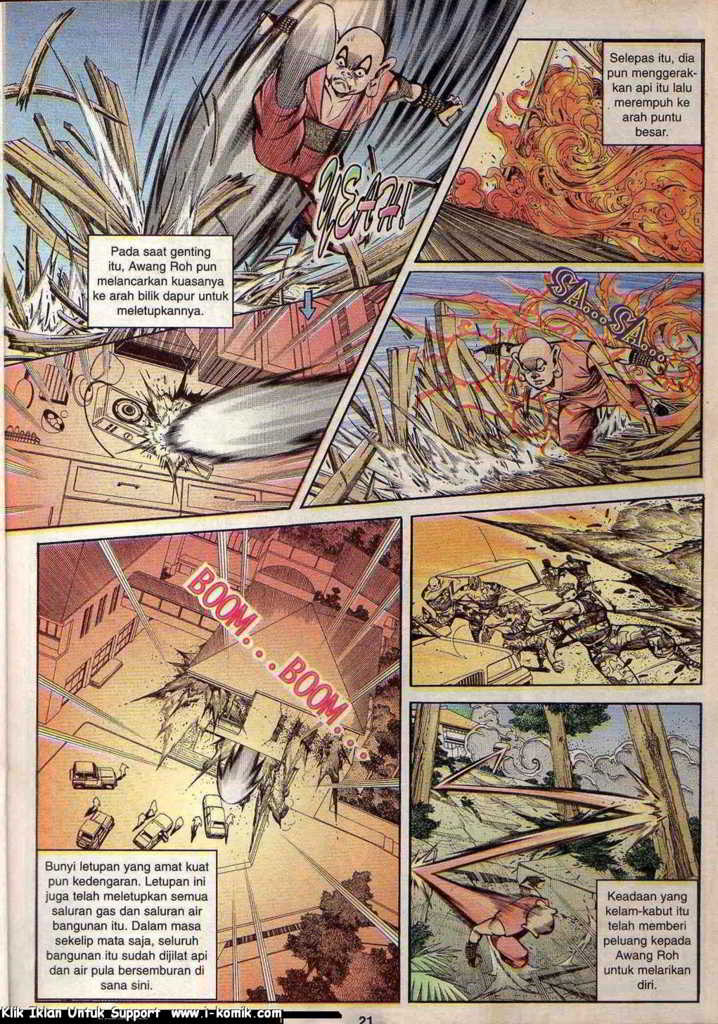 Pada saat genting
itu, Awang Roh pun
melancarkan kuasanya
ke arah bilik dapur untuk
meletupkannya.
YEAH!
Selepas itu, dia
pun menggerak-
kan api itu lalu
merempuh ke
arah puntu
besar.
SA...SA...
BOOM...BOOM...
Bunyi letupan yang amat kuat
pun kedengaran. Letupan ini
juga telah meletupkan semua
saluran gas dan saluran air
bangunan itu. Dalam masa
sekelip mata saja, seluruh
bangunan itu sudah dijilat api
dan air pula bersemburan di
sana sini.
Keadaan yang
kelam-kabut itu
telah memberi
peluang kepada
Awang Roh
untuk melarikan
diri.
Klik Iklan Untuk Support www.i-komik.com
21